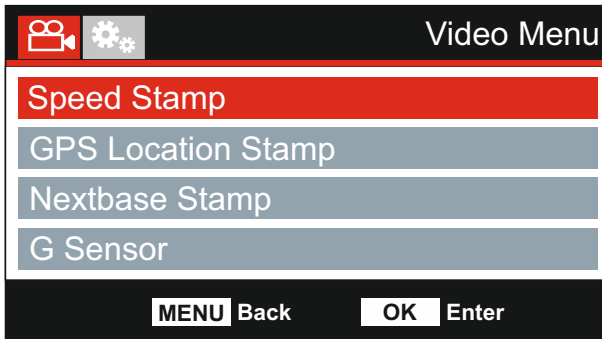 Video Menu
Speed Stamp
GPS Location Stamp
Nextbase Stamp
G Sensor
MENU Back OK Enter